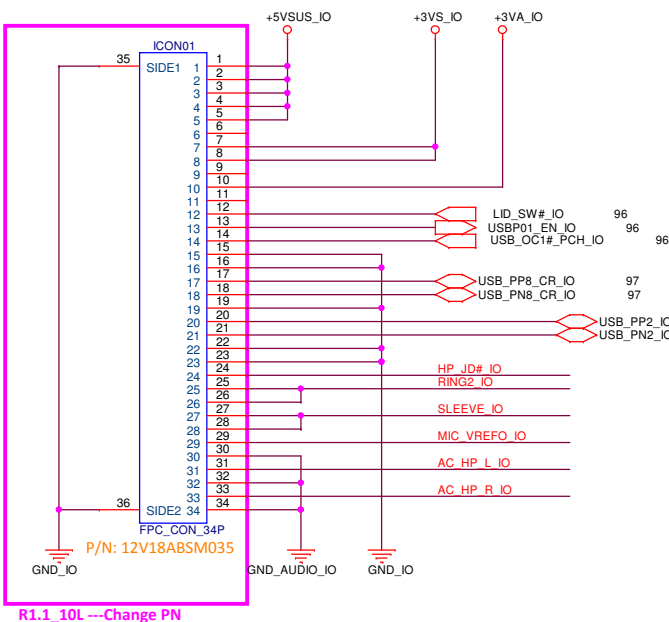 +5VSUS_IO +3VS_IO +3VA_IO
ICON01
35 SIDE1 1 1
2 2
3 3
4 4
5 5
6 6
7 7
8 8
9 9
10 10
11 11
12 12 LID_SW#_IO 96
13 13 USBP01_EN_IO 96
14 14 USB_OC1#_PCH_IO 96
15 15
16 16
17 17 USB_PP8_CR_IO 97
18 18 USB_PN8_CR_IO 97
19 19
20 20 USB_PP2_IO
21 21 USB_PN2_IO
22 22
23 23
24 24 HP_JD#_IO
25 25 RING2_IO
26 26
27 27 SLEEVE_IO
28 28
29 29 MIC_VREFO_IO
30 30
31 31 AC_HP_L_IO
32 32
33 33 AC_HP_R_IO
36 SIDE2 34 34
FPC_CON_34P
P/N: 12V18ABSM035
GND_IO GND_AUDIO_IO GND_IO
R1.1_10L ---Change PN